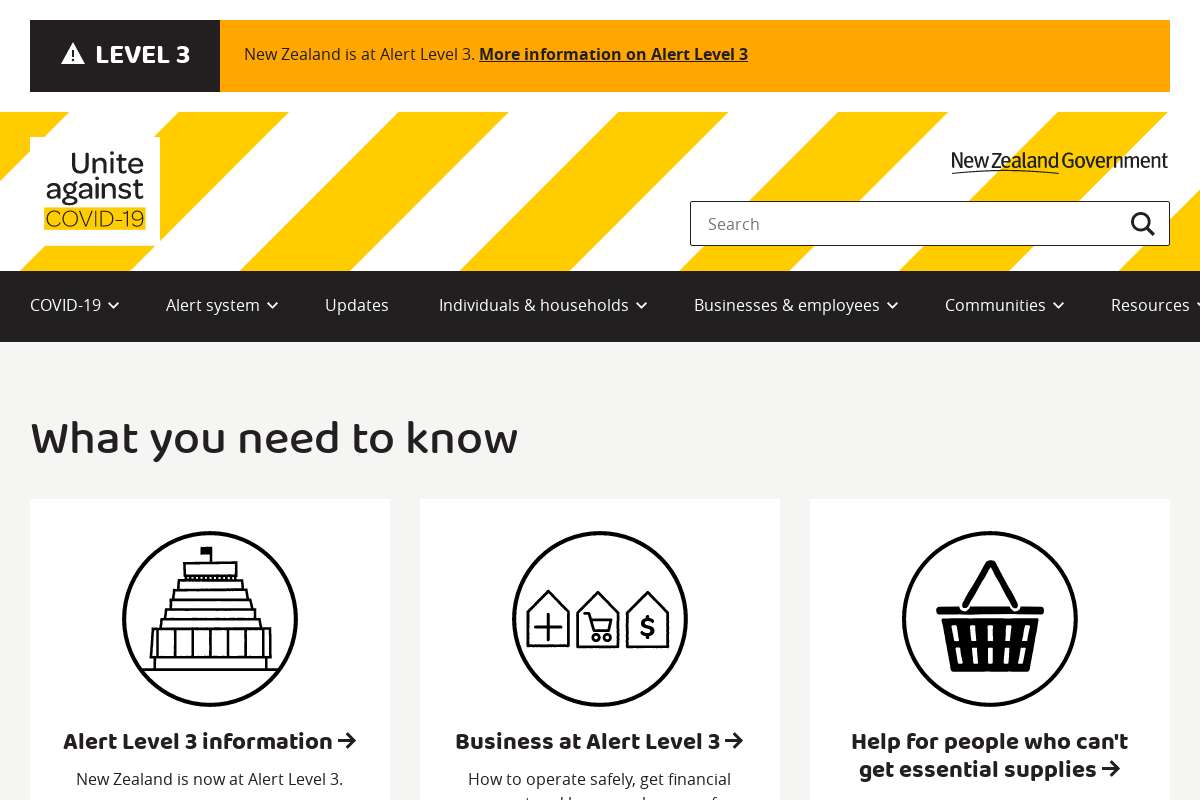 LEVEL 3
New Zealand is at Alert Level 3. More information on Alert Level 3
Unite
against
COVID-19
New Zealand Government
Search
COVID-19
Alert system
Updates
Individuals & households
Businesses & employees
Communities
Resources
What you need to know
Alert Level 3 information →
New Zealand is now at Alert Level 3.
Business at Alert Level 3 →
How to operate safely, get financial
Help for people who can't
get essential supplies →